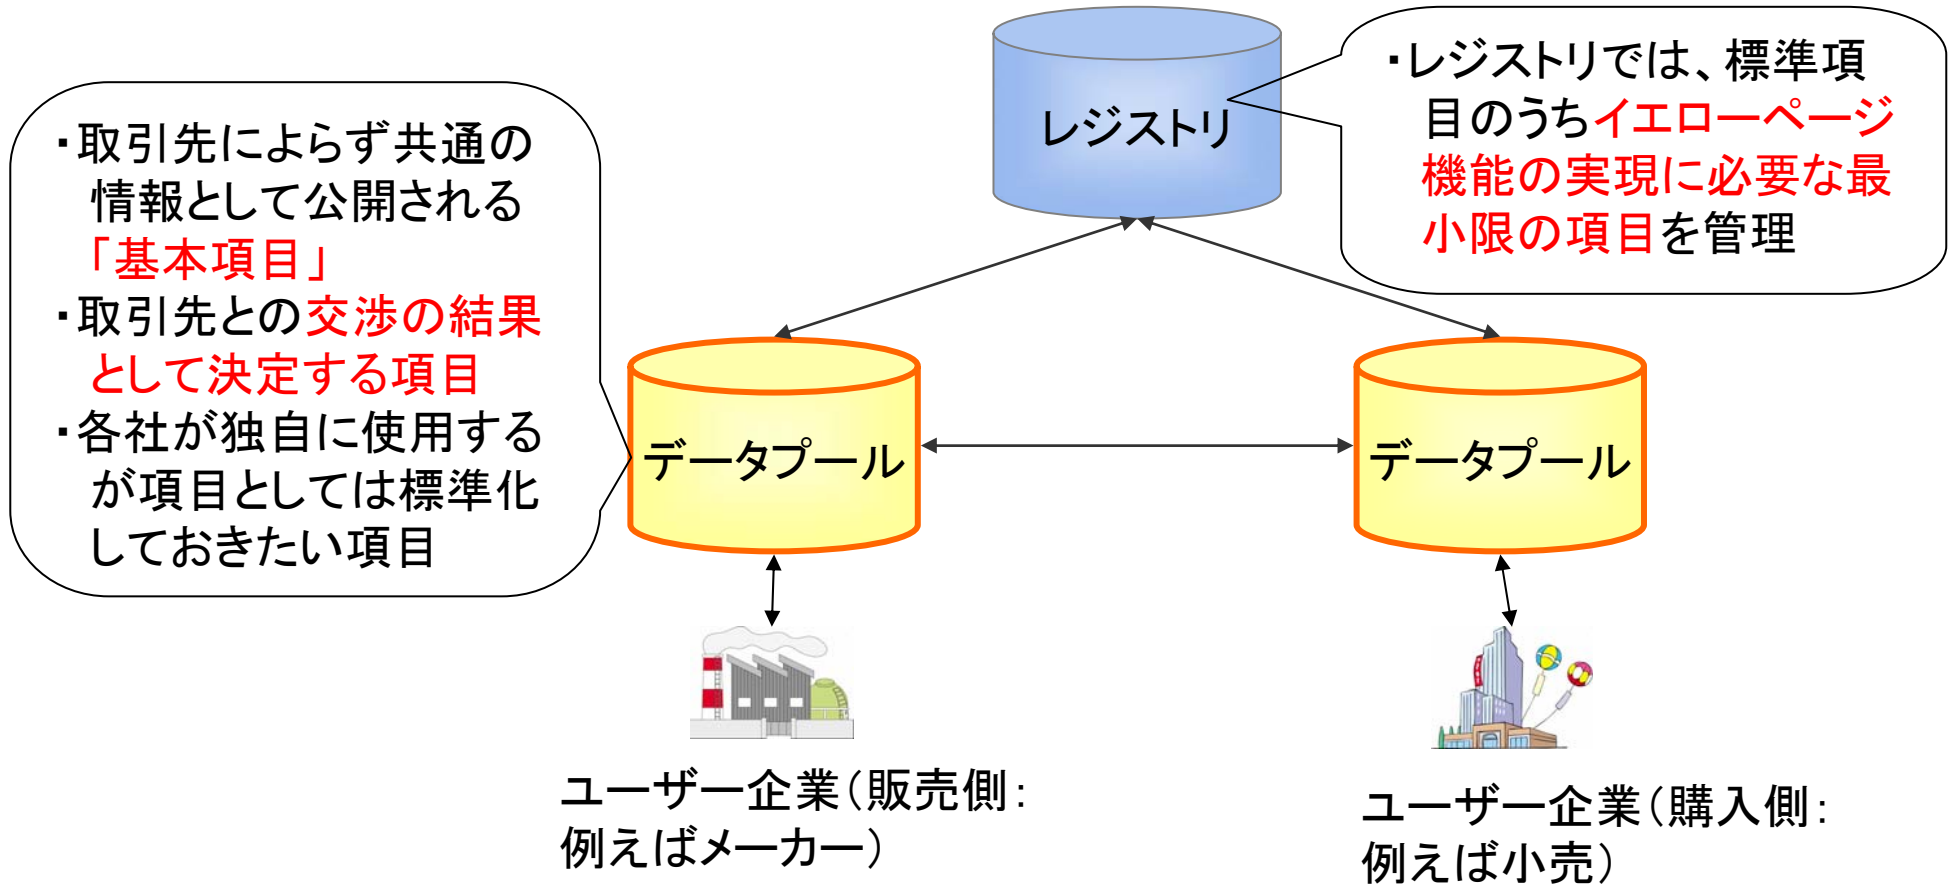 レジストリ
・レジストリでは、標準項
目のうちイエローページ
機能の実現に必要な最
小限の項目を管理
・取引先によらず共通の
情報として公開される
「基本項目」
・取引先との交渉の結果
として決定する項目
・各社が独自に使用する
が項目としては標準化
しておきたい項目
データプール
データプール
ユーザー企業（販売側：
例えばメーカー）
ユーザー企業（購入側：
例えば小売）